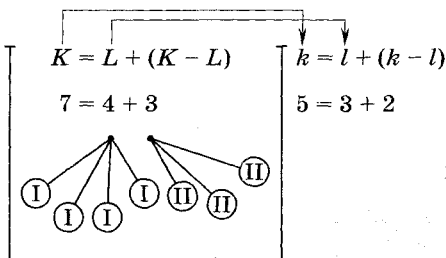 K = L + (K – L) k = l + (k – l)
7 = 4 + 3 5 = 3 + 2
I I I I II II II